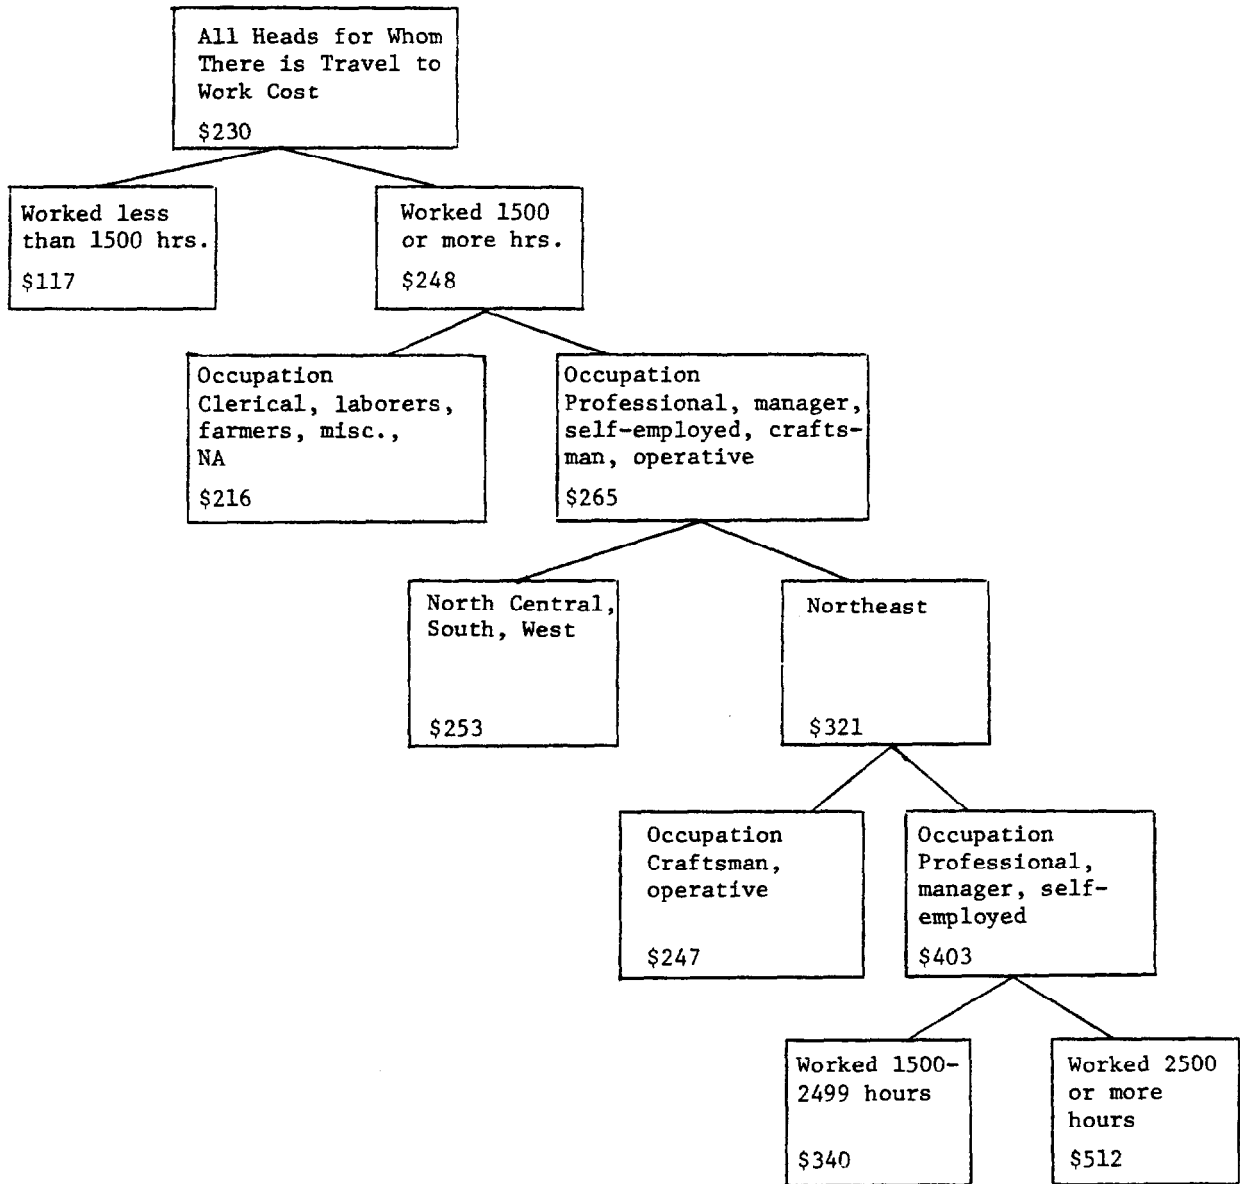 All Heads for Whom
There is Travel to
Work Cost
$230
Worked less
than 1500 hrs.
$117
Worked 1500
or more hrs.
$248
Occupation
Clerical, laborers,
farmers, misc.,
NA
$216
Occupation
Professional, manager,
self-employed, crafts-
man, operative
$265
North Central,
South, West
$253
Northeast
$321
Occupation
Craftsman,
operative
$247
Occupation
Professional,
manager, self-
employed
$403
Worked 1500-
2499 hours
$340
Worked 2500
or more
hours
$512